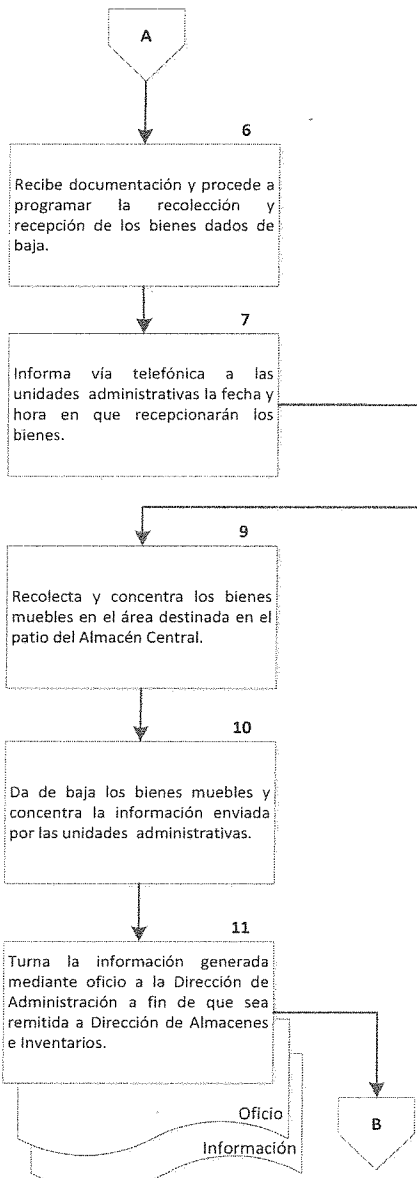 A
6
Recibe documentación y procede a
programar la recolección y
recepción de los bienes dados de
baja.
7
Informa vía telefónica a las
unidades administrativas la fecha y
hora en que recepcionarán los
bienes.
9
Recolecta y concentra los bienes
muebles en el área destinada en el
patio del Almacén Central.
10
Da de baja los bienes muebles y
concentra la información enviada
por las unidades administrativas.
11
Turna la información generada
mediante oficio a la Dirección de
Administración a fin de que sea
remitida a Dirección de Almacenes
e Inventarios.
Oficio
Información
B